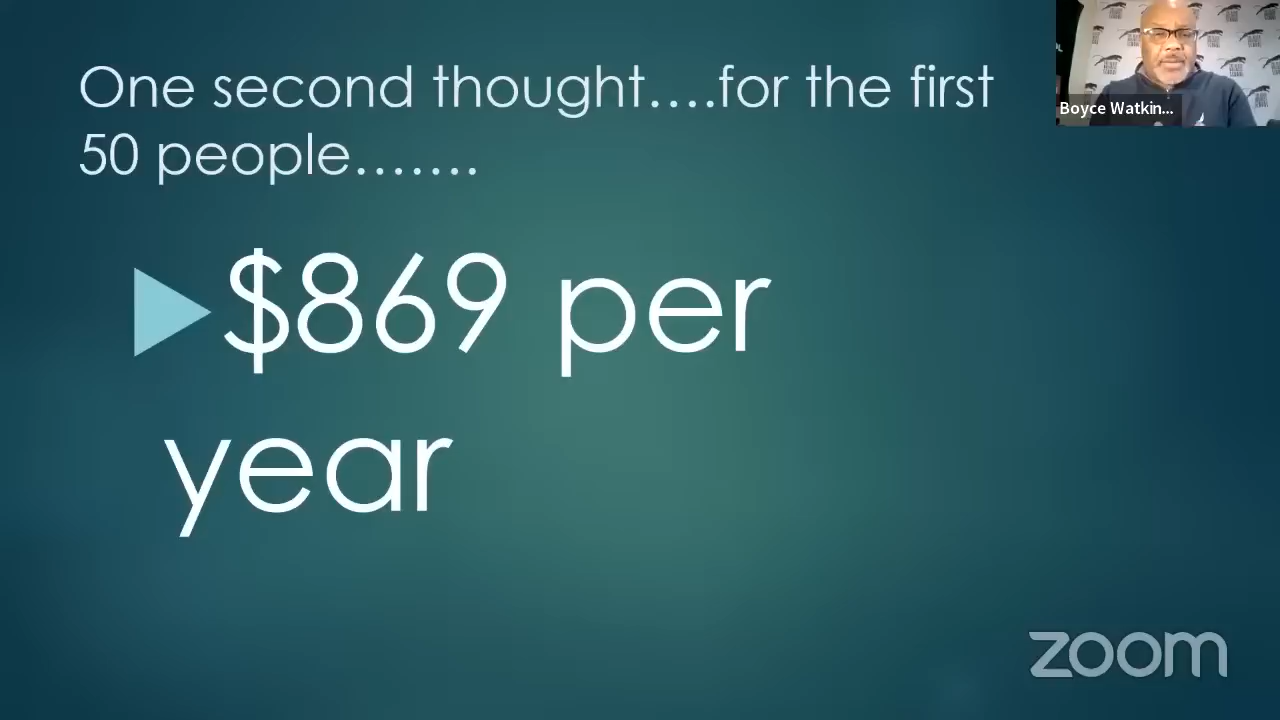 One second thought....for the first
50 people.......
$869 per
year
Boyce Watkin...
zoom